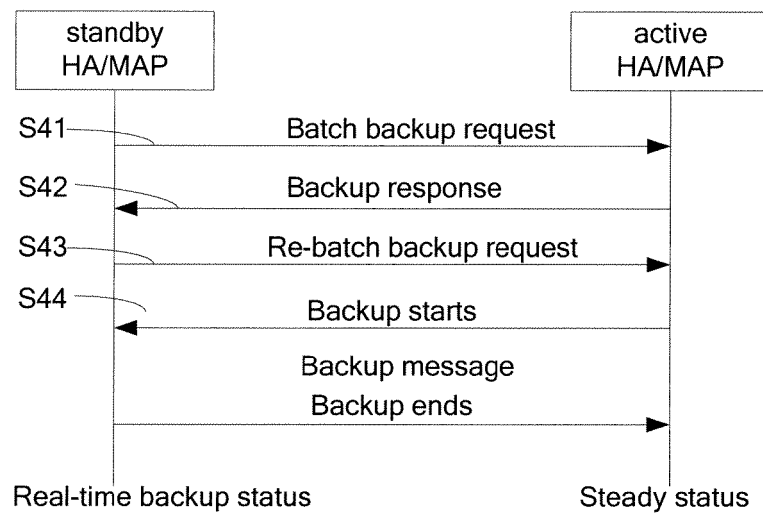 standby
HA/MAP
active
HA/MAP
S41
Batch backup request
S42
Backup response
S43
Re-batch backup request
S44
Backup starts
Backup message
Backup ends
Real-time backup status
Steady status